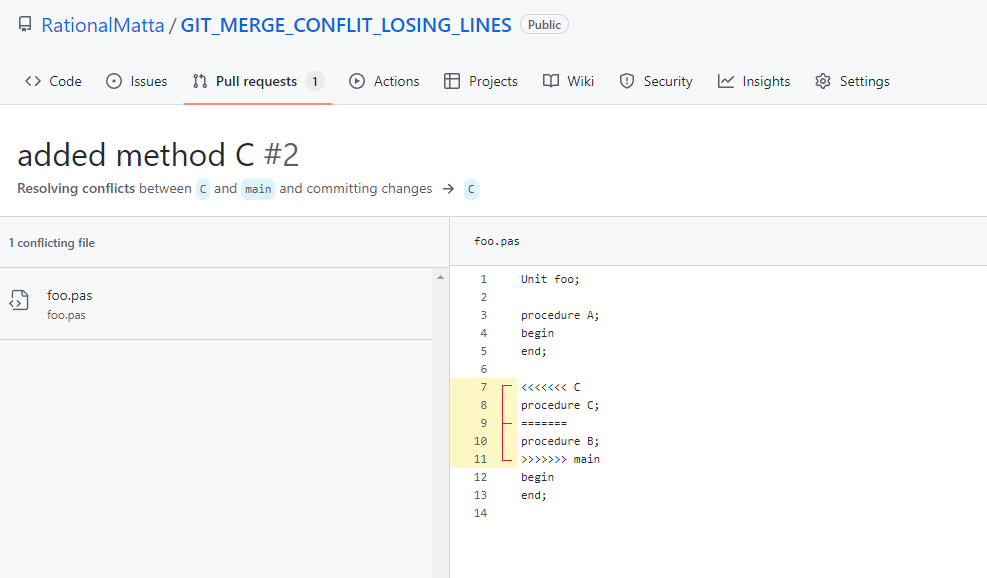 RationalMatta / GIT_MERGE_CONFLIT_LOSING_LINES Public
Code Issues Pull requests 1 Actions Projects Wiki Security Insights Settings
added method C #2
Resolving conflicts between C and main and committing changes → C
1 conflicting file
foo.pas
foo.pas
foo.pas
1 Unit foo;
2
3 procedure A;
4 begin
5 end;
6
7 <<<<<<< C
8 procedure C;
9 =======
10 procedure B;
11 >>>>>>> main
12 begin
13 end;
14